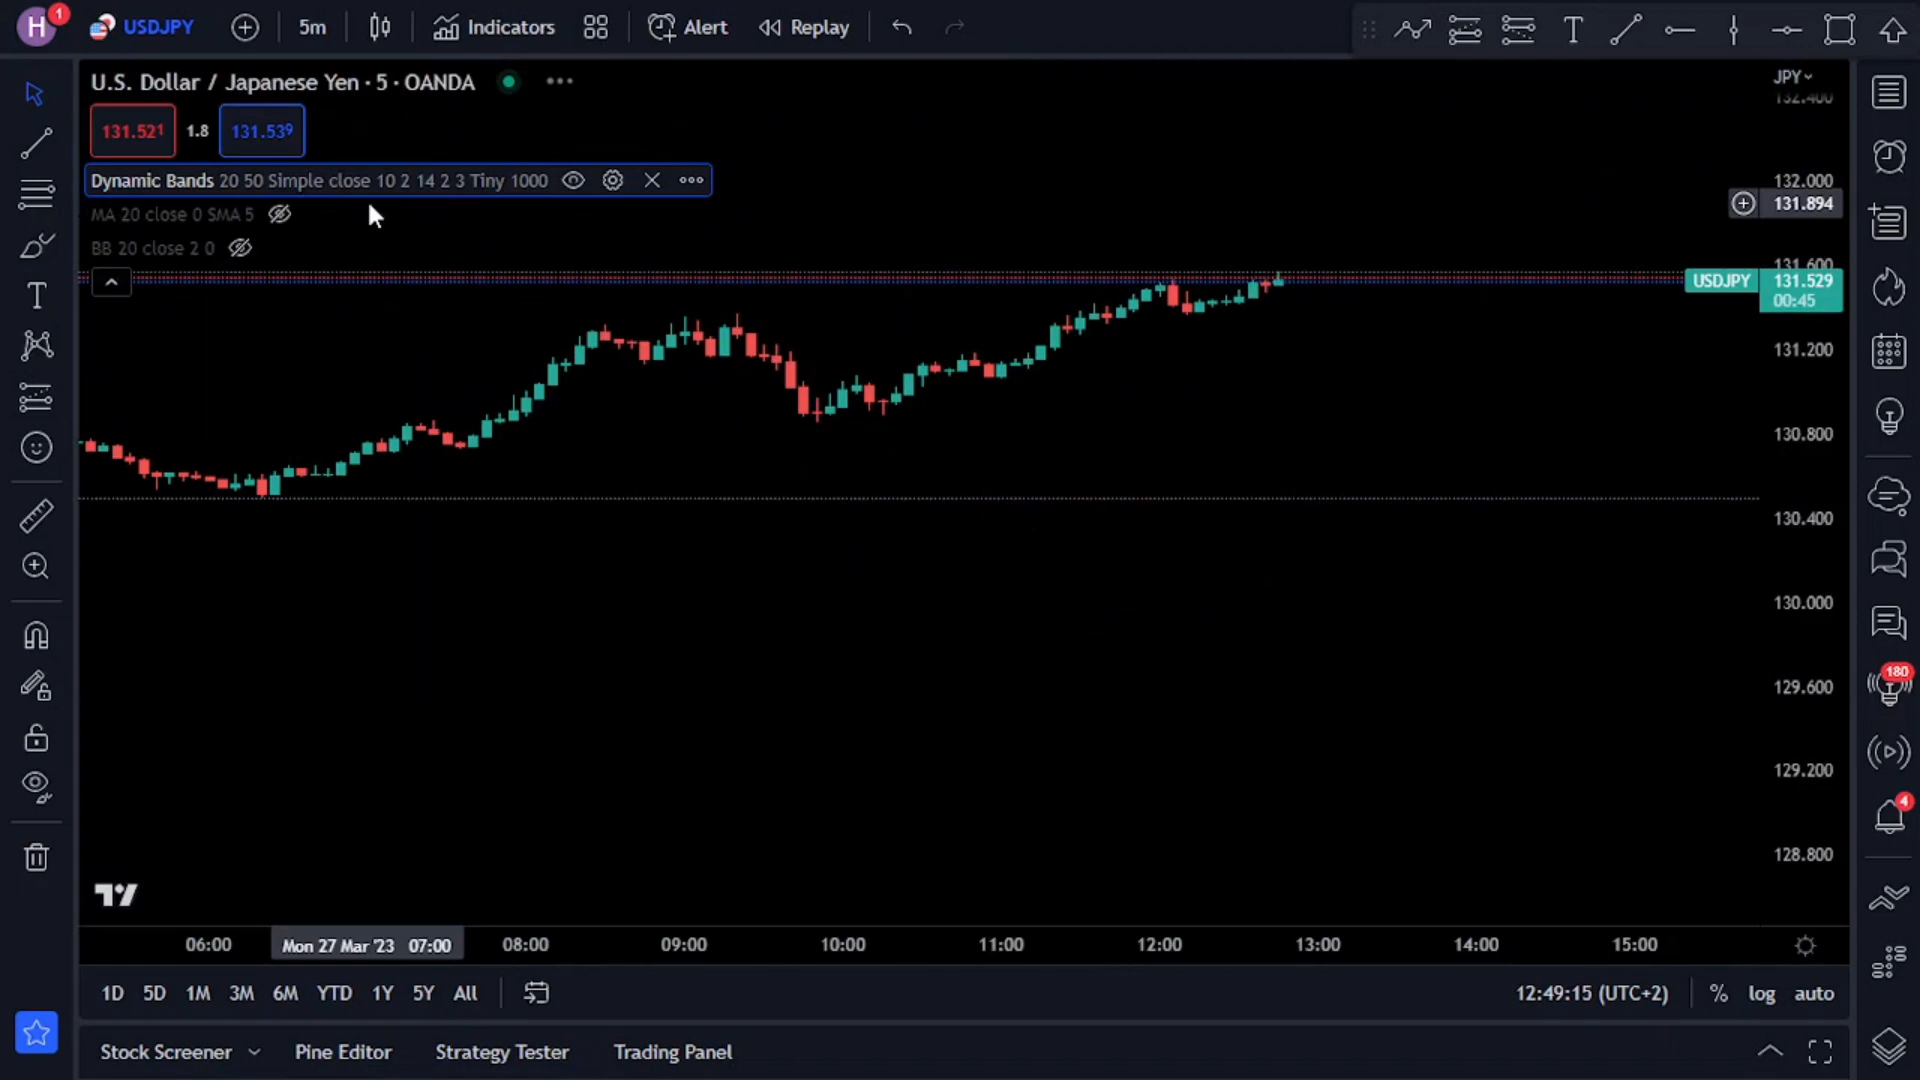 H 1 USDJPY 5m Indicators Alert Replay
U.S. Dollar / Japanese Yen · 5 · OANDA
131.521 1.8 131.539
Dynamic Bands 20 50 Simple close 10 2 14 2 3 Tiny 1000
MA 20 close 0 SMA 5
BB 20 close 2 0
JPY
132.400
132.000
131.894
131.600
USDJPY 131.529
00:45
131.200
130.800
130.400
130.000
129.600
180
129.200
4
128.800
06:00 Mon 27 Mar '23 07:00 08:00 09:00 10:00 11:00 12:00 13:00 14:00 15:00
1D 5D 1M 3M 6M YTD 1Y 5Y All 12:49:15 (UTC+2) % log auto
Stock Screener Pine Editor Strategy Tester Trading Panel